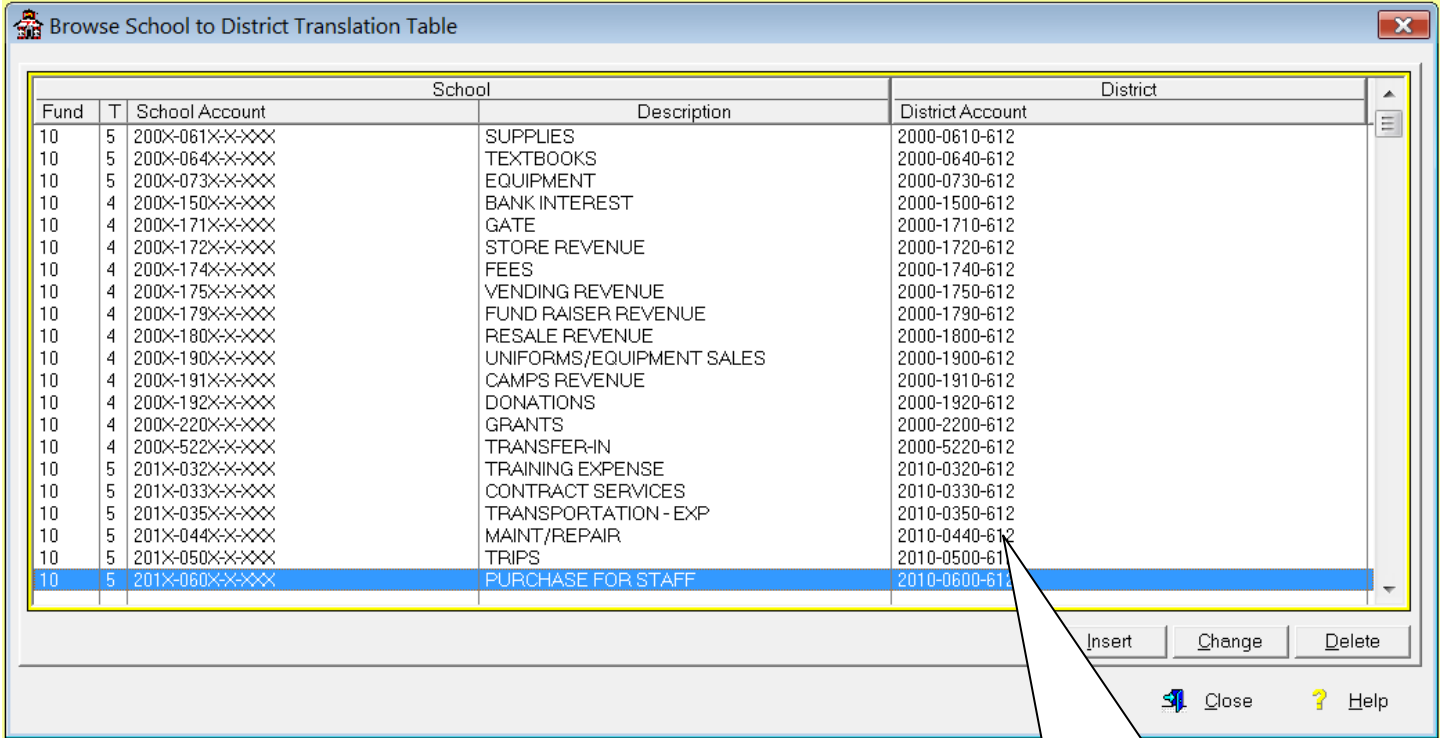 Browse School to District Translation Table
School District
Fund T School Account Description District Account
10 5 200X-061X-X-XXX SUPPLIES 2000-0610-612
10 5 200X-064X-X-XXX TEXTBOOKS 2000-0640-612
10 5 200X-073X-X-XXX EQUIPMENT 2000-0730-612
10 4 200X-150X-X-XXX BANK INTEREST 2000-1500-612
10 4 200X-171X-X-XXX GATE 2000-1710-612
10 4 200X-172X-X-XXX STORE REVENUE 2000-1720-612
10 4 200X-174X-X-XXX FEES 2000-1740-612
10 4 200X-175X-X-XXX VENDING REVENUE 2000-1750-612
10 4 200X-179X-X-XXX FUND RAISER REVENUE 2000-1790-612
10 4 200X-180X-X-XXX RESALE REVENUE 2000-1800-612
10 4 200X-190X-X-XXX UNIFORMS/EQUIPMENT SALES 2000-1900-612
10 4 200X-191X-X-XXX CAMPS REVENUE 2000-1910-612
10 4 200X-192X-X-XXX DONATIONS 2000-1920-612
10 4 200X-220X-X-XXX GRANTS 2000-2200-612
10 4 200X-522X-X-XXX TRANSFER-IN 2000-5220-612
10 5 201X-032X-X-XXX TRAINING EXPENSE 2010-0320-612
10 5 201X-033X-X-XXX CONTRACT SERVICES 2010-0330-612
10 5 201X-035X-X-XXX TRANSPORTATION - EXP 2010-0350-612
10 5 201X-044X-X-XXX MAINT/REPAIR 2010-0440-612
10 5 201X-050X-X-XXX TRIPS 2010-0500-612
10 5 201X-060X-X-XXX PURCHASE FOR STAFF 2010-0600-612
Insert Change Delete
Close ? Help